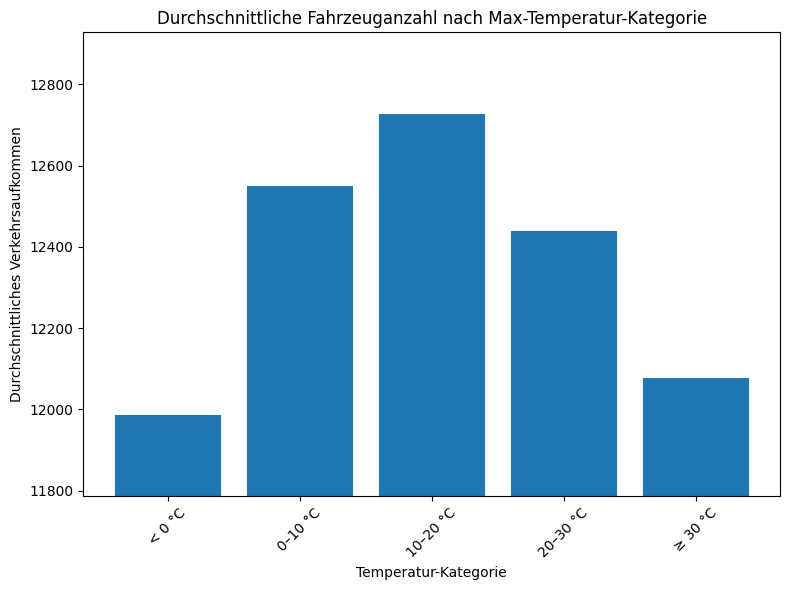 Durchschnittliche Fahrzeuganzahl nach Max-Temperatur-Kategorie
Durchschnittliches Verkehrsaufkommen
12800
12600
12400
12200
12000
11800
< 0 °C
0–10 °C
10–20 °C
20–30 °C
≥ 30 °C
Temperatur-Kategorie